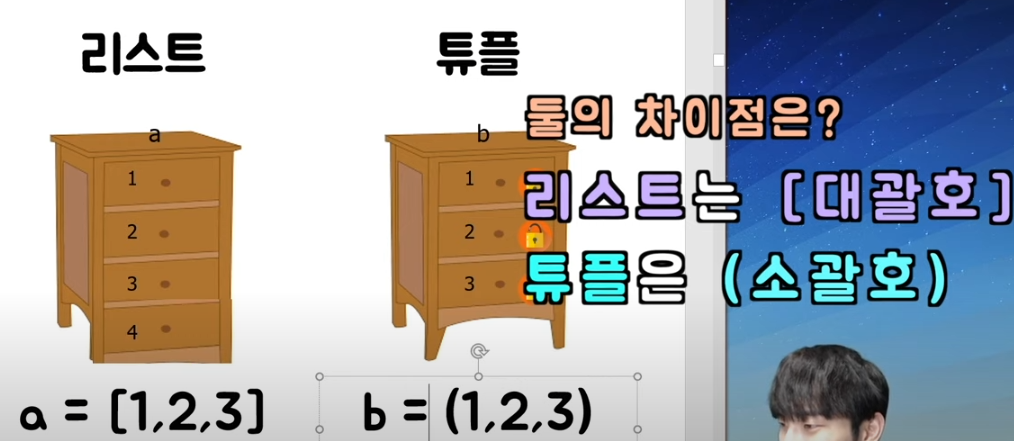 리스트
a
1
2
3
4
a = [1,2,3]
튜플
b
1
2
3
b = (1,2,3)
둘의 차이점은?
리스트는 [대괄호]
튜플은 (소괄호)